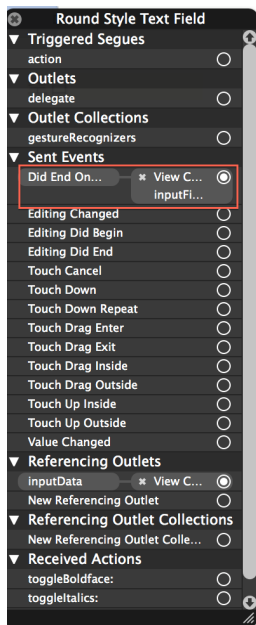 Round Style Text Field
Triggered Segues
action
Outlets
delegate
Outlet Collections
gestureRecognizers
Sent Events
Did End On... View C...
inputFi...
Editing Changed
Editing Did Begin
Editing Did End
Touch Cancel
Touch Down
Touch Down Repeat
Touch Drag Enter
Touch Drag Exit
Touch Drag Inside
Touch Drag Outside
Touch Up Inside
Touch Up Outside
Value Changed
Referencing Outlets
inputData View C...
New Referencing Outlet
Referencing Outlet Collections
New Referencing Outlet Colle...
Received Actions
toggleBoldface:
toggleItalics: